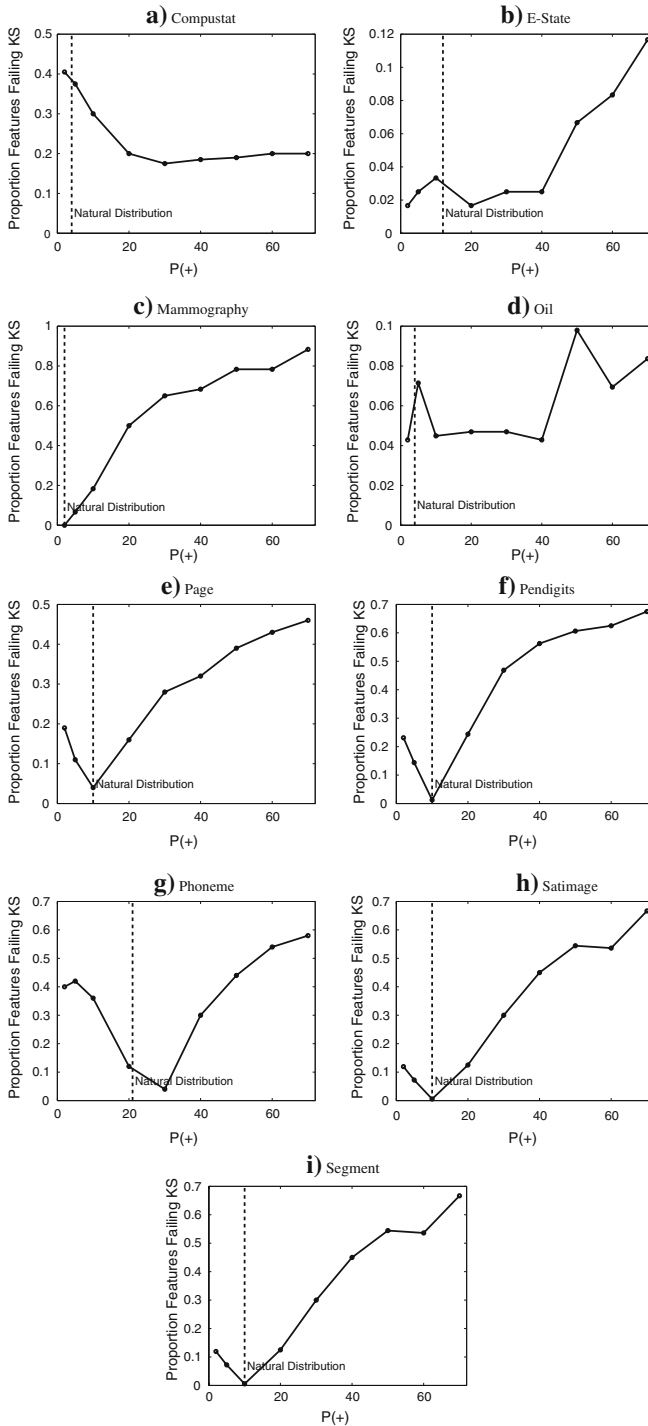 a) Compustat
Proportion Features Failing KS
0.5
0.4
0.3
0.2
0.1
0
Natural Distribution
0 20 40 60
P(+)
b) E-State
Proportion Features Failing KS
0.12
0.1
0.08
0.06
0.04
0.02
0
Natural Distribution
0 20 40 60
P(+)
c) Mammography
Proportion Features Failing KS
1
0.8
0.6
0.4
0.2
0
Natural Distribution
0 20 40 60
P(+)
d) Oil
Proportion Features Failing KS
0.1
0.08
0.06
0.04
0.02
0
Natural Distribution
0 20 40 60
P(+)
e) Page
Proportion Features Failing KS
0.5
0.4
0.3
0.2
0.1
0
Natural Distribution
0 20 40 60
P(+)
f) Pendigits
Proportion Features Failing KS
0.7
0.6
0.5
0.4
0.3
0.2
0.1
0
Natural Distribution
0 20 40 60
P(+)
g) Phoneme
Proportion Features Failing KS
0.7
0.6
0.5
0.4
0.3
0.2
0.1
0
Natural Distribution
0 20 40 60
P(+)
h) Satimage
Proportion Features Failing KS
0.7
0.6
0.5
0.4
0.3
0.2
0.1
0
Natural Distribution
0 20 40 60
P(+)
i) Segment
Proportion Features Failing KS
0.7
0.6
0.5
0.4
0.3
0.2
0.1
0
Natural Distribution
0 20 40 60
P(+)